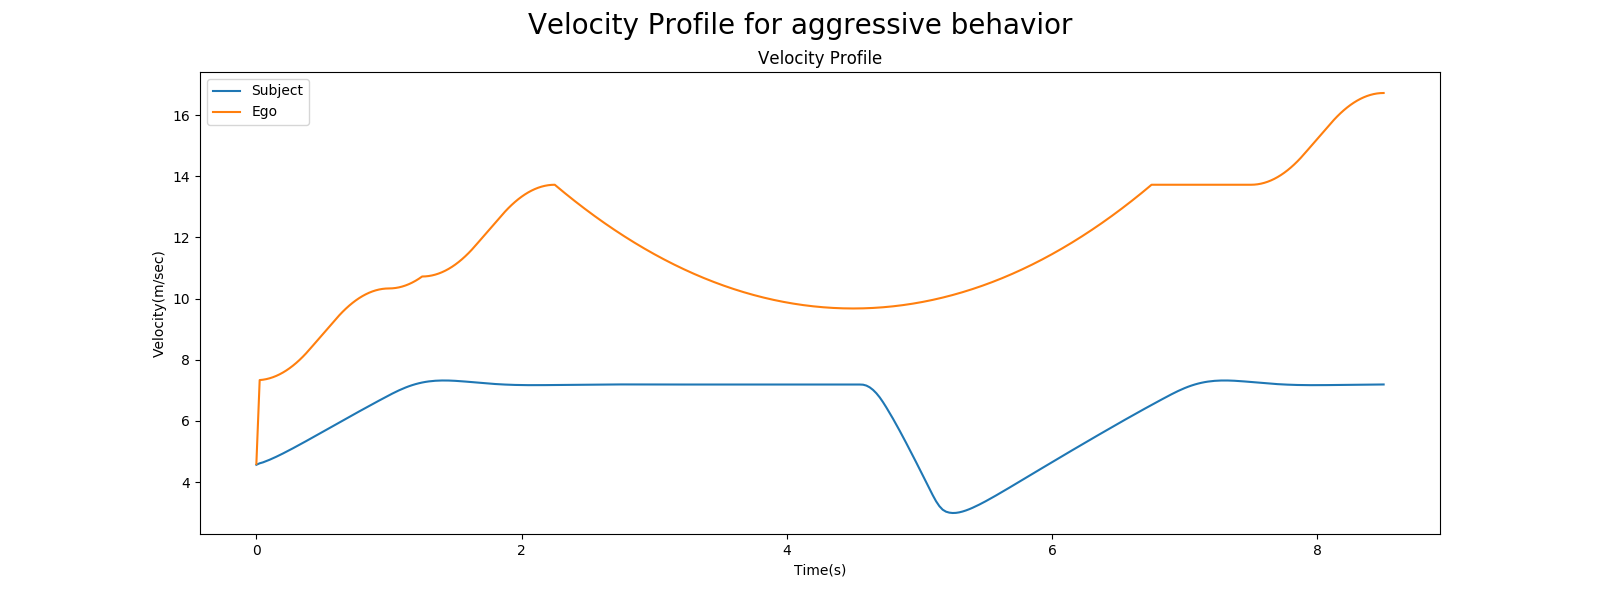 Velocity Profile for aggressive behavior
Velocity Profile
Subject
Ego
16
14
12
10
8
6
4
Velocity(m/sec)
0 2 4 6 8
Time(s)